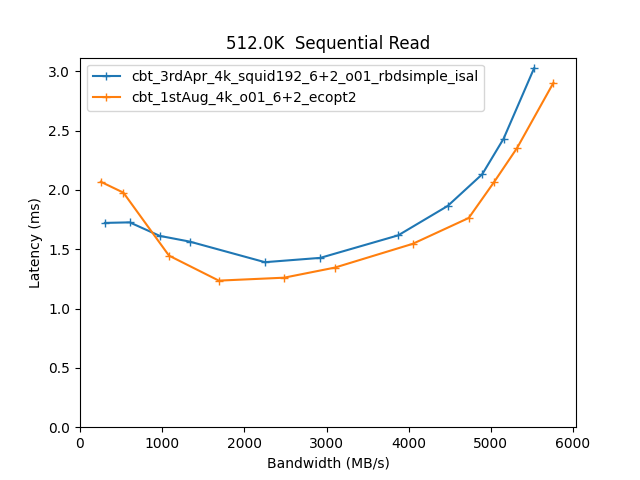 512.0K  Sequential Read
cbt_3rdApr_4k_squid192_6+2_o01_rbdsimple_isal
cbt_1stAug_4k_o01_6+2_ecopt2
Latency (ms)
3.0
2.5
2.0
1.5
1.0
0.5
0.0
0 1000 2000 3000 4000 5000 6000
Bandwidth (MB/s)